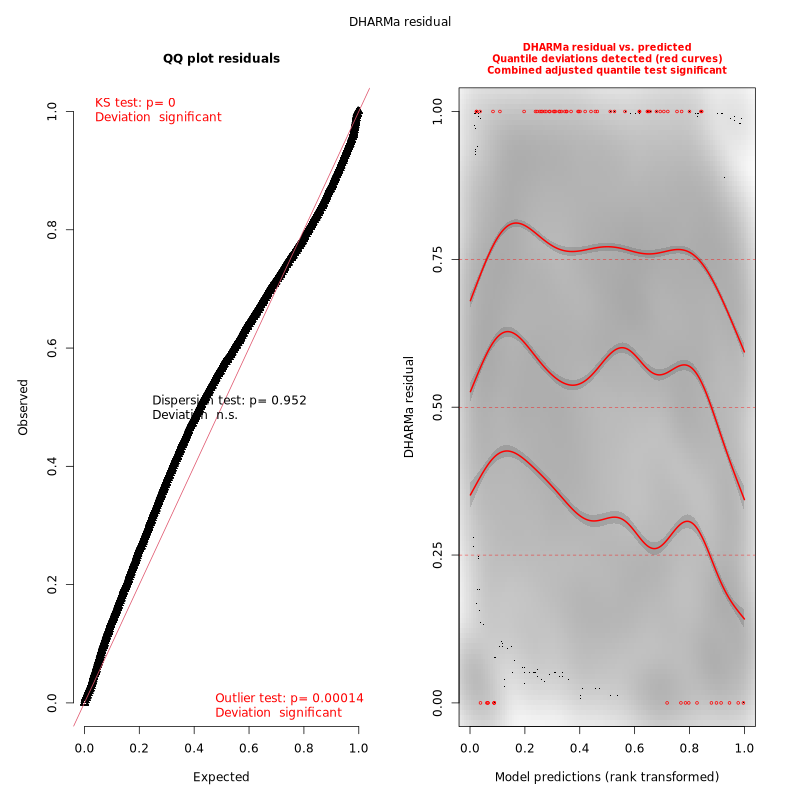 DHARMa residual
QQ plot residuals
KS test: p= 0
Deviation significant
Dispersion test: p= 0.952
Deviation n.s.
Outlier test: p= 0.00014
Deviation significant
Observed
0.0
0.2
0.4
0.6
0.8
1.0
0.0 0.2 0.4 0.6 0.8 1.0
Expected
DHARMa residual vs. predicted
Quantile deviations detected (red curves)
Combined adjusted quantile test significant
DHARMa residual
0.00
0.25
0.50
0.75
1.00
0.0 0.2 0.4 0.6 0.8 1.0
Model predictions (rank transformed)